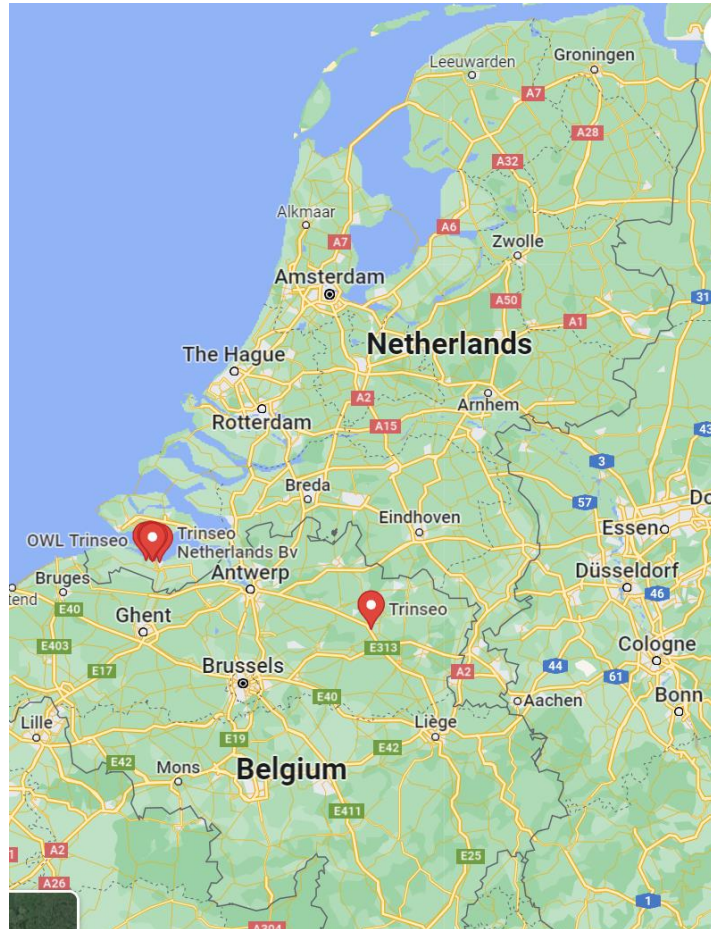 Leeuwarden
Groningen
A7
A28
A32
Alkmaar
A7
A6
Zwolle
Amsterdam
A50
31
A1
Netherlands
The Hague
A2
Arnhem
Rotterdam
A15
43
3
Breda
57
Eindhoven
Essen
OWL Trinseo
Trinseo
Netherlands Bv
Bruges
Antwerp
Düsseldorf
tend
E40
46
Ghent
Trinseo
E403
E313
Cologne
E17
Brussels
A2
44
61
E40
Aachen
Bonn
Lille
Liège
E19
E42
E42
Mons
Belgium
E411
E25
A2
A26
1
A304